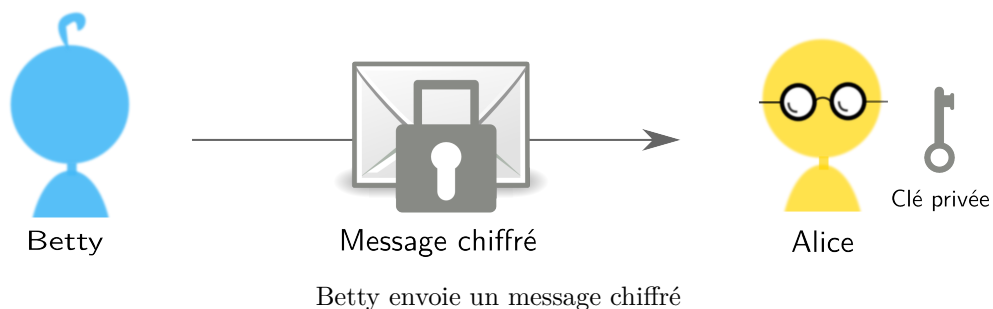 Clé privée
Betty
Message chiffré
Alice
Betty envoie un message chiffré